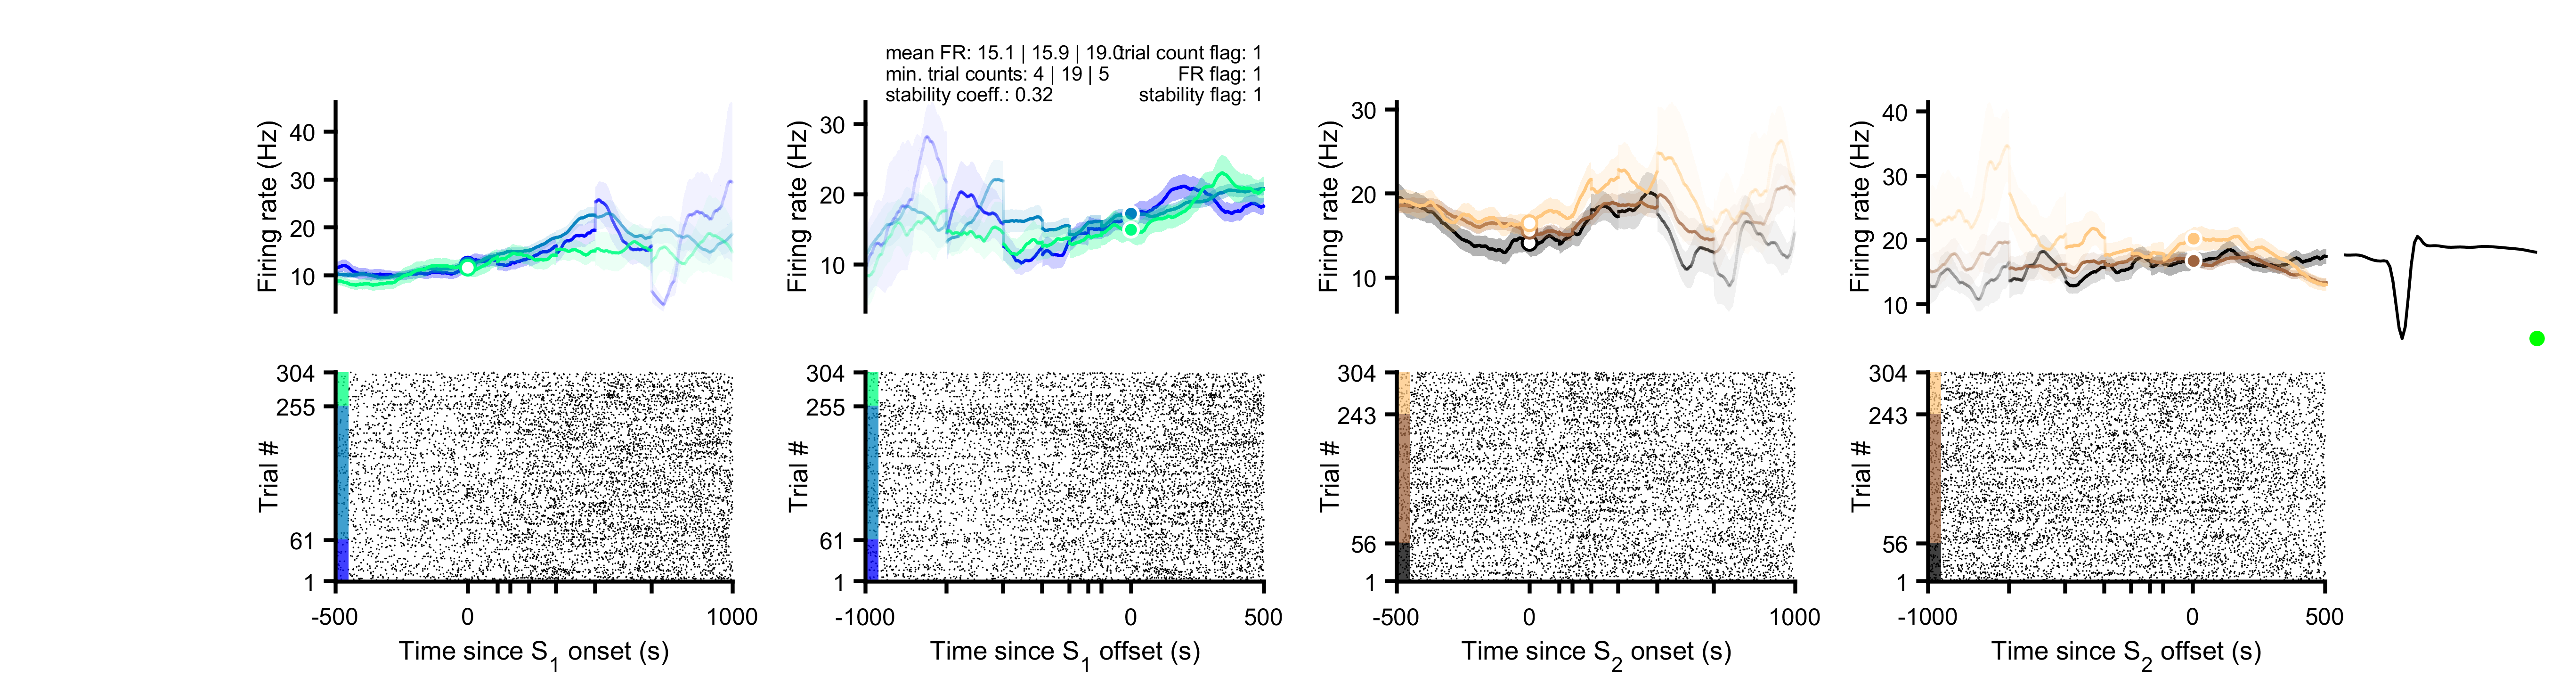 mean FR: 15.1 | 15.9 | 19.0
trial count flag: 1
min. trial counts: 4 | 19 | 5
FR flag: 1
stability coeff.: 0.32
stability flag: 1
Firing rate (Hz)
40
30
20
10
Firing rate (Hz)
30
20
10
Firing rate (Hz)
30
20
10
Firing rate (Hz)
40
30
20
10
Trial #
304
255
61
1
-500
0
1000
Time since S1 onset (s)
Trial #
304
255
61
1
-1000
0
500
Time since S1 offset (s)
Trial #
304
243
56
1
-500
0
1000
Time since S2 onset (s)
Trial #
304
243
56
1
-1000
0
500
Time since S2 offset (s)